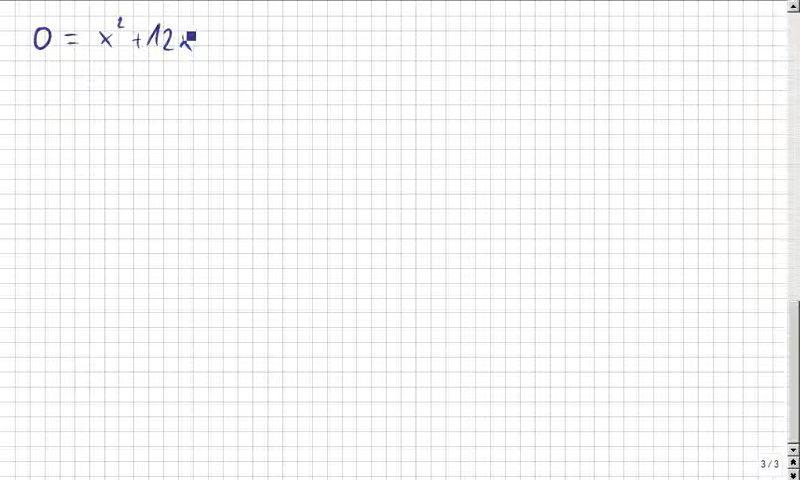 0 = x² + 12x
3 / 3